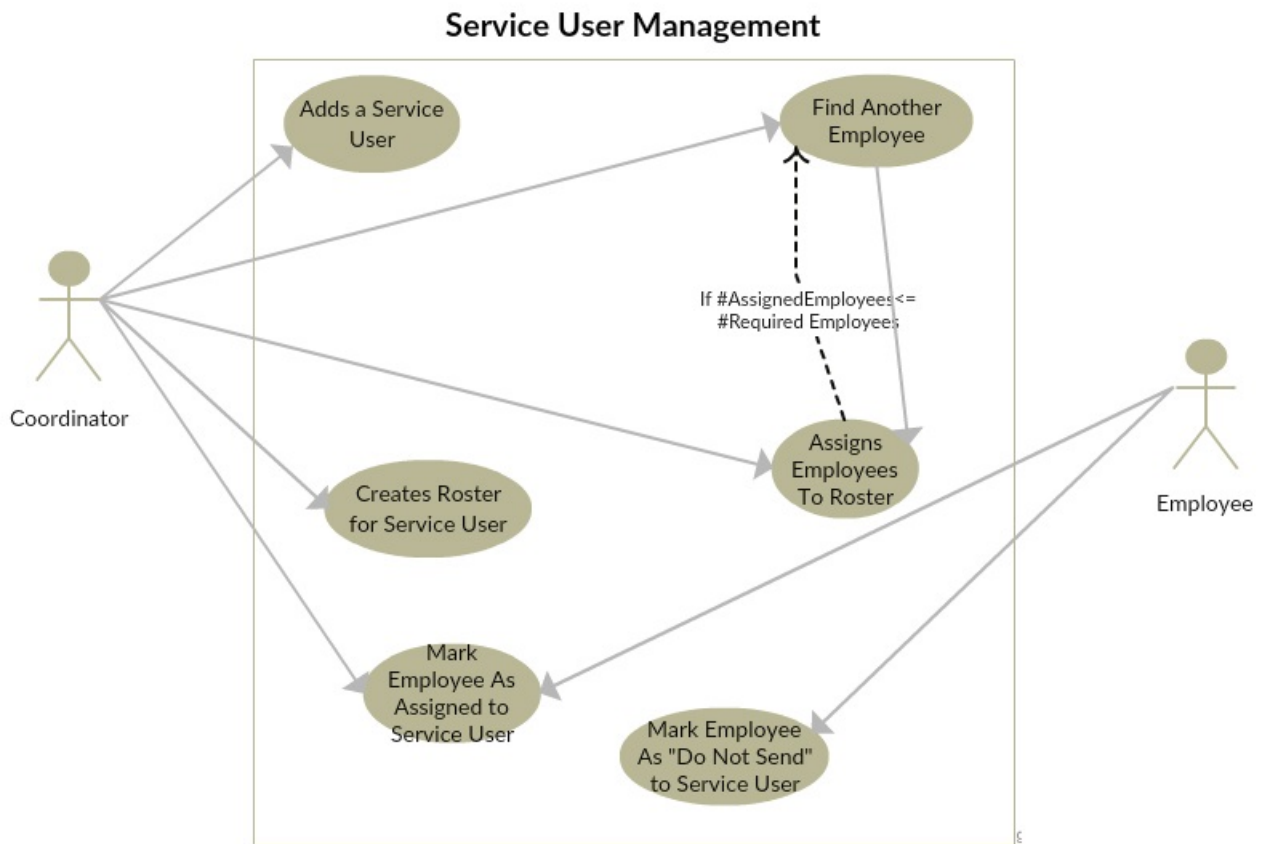 Service User Management
Adds a Service
User
Find Another
Employee
If #AssignedEmployees<=
#Required Employees
Coordinator
Assigns
Employees
To Roster
Employee
Creates Roster
for Service User
Mark
Employee As
Assigned to
Service User
Mark Employee
As "Do Not Send"
to Service User